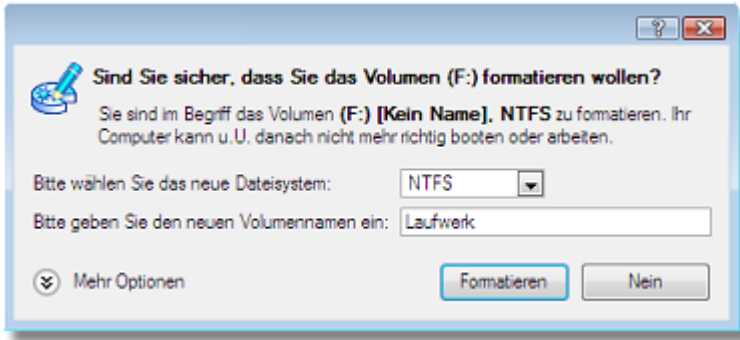 Sind Sie sicher, dass Sie das Volumen (F:) formatieren wollen?
Sie sind im Begriff das Volumen (F:) [Kein Name], NTFS zu formatieren. Ihr
Computer kann u.U. danach nicht mehr richtig booten oder arbeiten.
Bitte wählen Sie das neue Dateisystem: NTFS
Bitte geben Sie den neuen Volumennamen ein: Laufwerk
Mehr Optionen Formatieren Nein